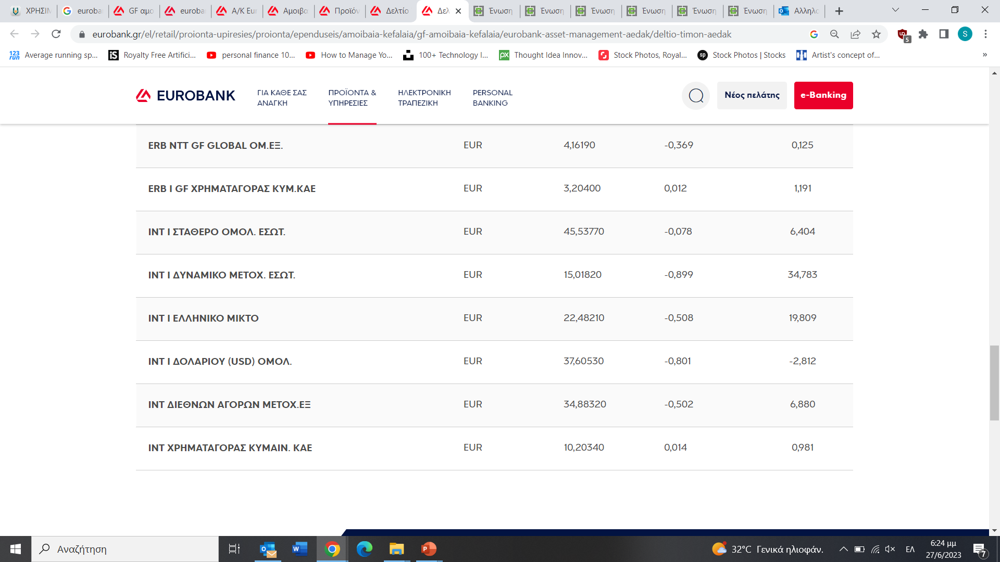 ΧΡΗΣΙΜ
euroba
GF αμο
euroba
A/K Eur
Αμοιβα
Προϊόν
Δελτίο
Δελ
Ένωση
Ένωση
Ένωση
Ένωση
Ένωση
Ένωση
Αλληλο
eurobank.gr/el/retail/proionta-upiresies/proionta/ependuseis/amoibaia-kefalaia/gf-amoibaia-kefalaia/eurobank-asset-management-aedak/deltio-timon-aedak
5
S
123 run
Average running sp...
iS
Royalty Free Artifici...
personal finance 10...
How to Manage Yo...
100+ Technology I...
px
Thought Idea Innov...
Stock Photos, Royal...
sp
Stock Photos | Stocks
Artist's concept of...
»
EUROBANK
ΓΙΑ ΚΑΘΕ ΣΑΣ ΑΝΑΓΚΗ
ΠΡΟΪΟΝΤΑ & ΥΠΗΡΕΣΙΕΣ
ΗΛΕΚΤΡΟΝΙΚΗ ΤΡΑΠΕΖΙΚΗ
PERSONAL BANKING
Νέος πελάτης
e-Banking
ERB NTT GF GLOBAL ΟΜ.ΕΞ. EUR 4,16190 -0,369 0,125
ERB I GF ΧΡΗΜΑΤΑΓΟΡΑΣ ΚΥΜ.ΚΑΕ EUR 3,20400 0,012 1,191
INT I ΣΤΑΘΕΡΟ ΟΜΟΛ. ΕΣΩΤ. EUR 45,53770 -0,078 6,404
INT I ΔΥΝΑΜΙΚΟ ΜΕΤΟΧ. ΕΣΩΤ. EUR 15,01820 -0,899 34,783
INT I ΕΛΛΗΝΙΚΟ ΜΙΚΤΟ EUR 22,48210 -0,508 19,809
INT I ΔΟΛΑΡΙΟΥ (USD) ΟΜΟΛ. EUR 37,60530 -0,801 -2,812
INT ΔΙΕΘΝΩΝ ΑΓΟΡΩΝ ΜΕΤΟΧ.ΕΞ EUR 34,88320 -0,502 6,880
INT ΧΡΗΜΑΤΑΓΟΡΑΣ ΚΥΜΑΙΝ. ΚΑΕ EUR 10,20340 0,014 0,981
Αναζήτηση
32°C Γενικά ηλιοφάν.
ΕΛ
6:24 μμ
27/6/2023
7